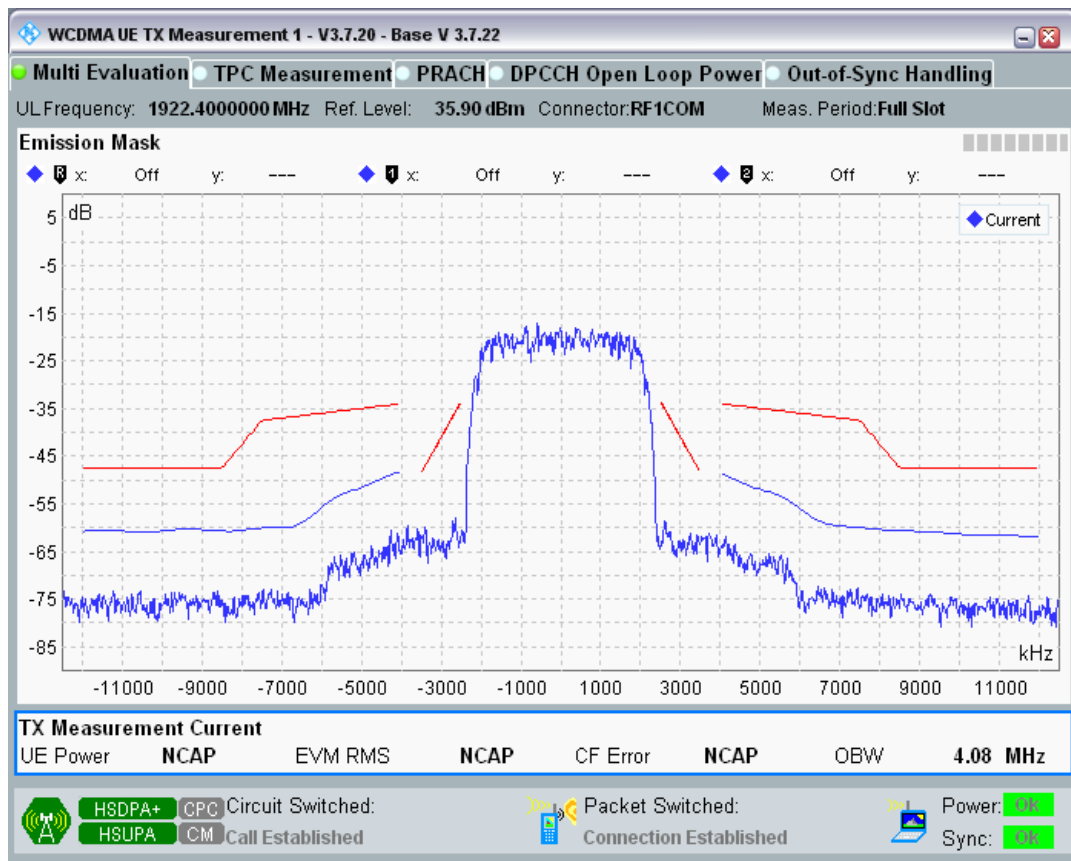 WCDMA UE TX Measurement 1 - V3.7.20 - Base V 3.7.22
Multi Evaluation TPC Measurement PRACH DPCCH Open Loop Power Out-of-Sync Handling
UL Frequency: 1922.4000000 MHz Ref. Level: 35.90 dBm Connector: RF1COM Meas. Period: Full Slot
Emission Mask
R x: Off y: --- 1 x: Off y: --- 2 x: Off y: ---
dB
Current
5
-5
-15
-25
-35
-45
-55
-65
-75
-85
kHz
-11000 -9000 -7000 -5000 -3000 -1000 1000 3000 5000 7000 9000 11000
TX Measurement Current
UE Power NCAP EVM RMS NCAP CF Error NCAP OBW 4.08 MHz
HSDPA+ CPC Circuit Switched: Packet Switched: Power: OK
HSUPA CM Call Established Connection Established Sync: OK